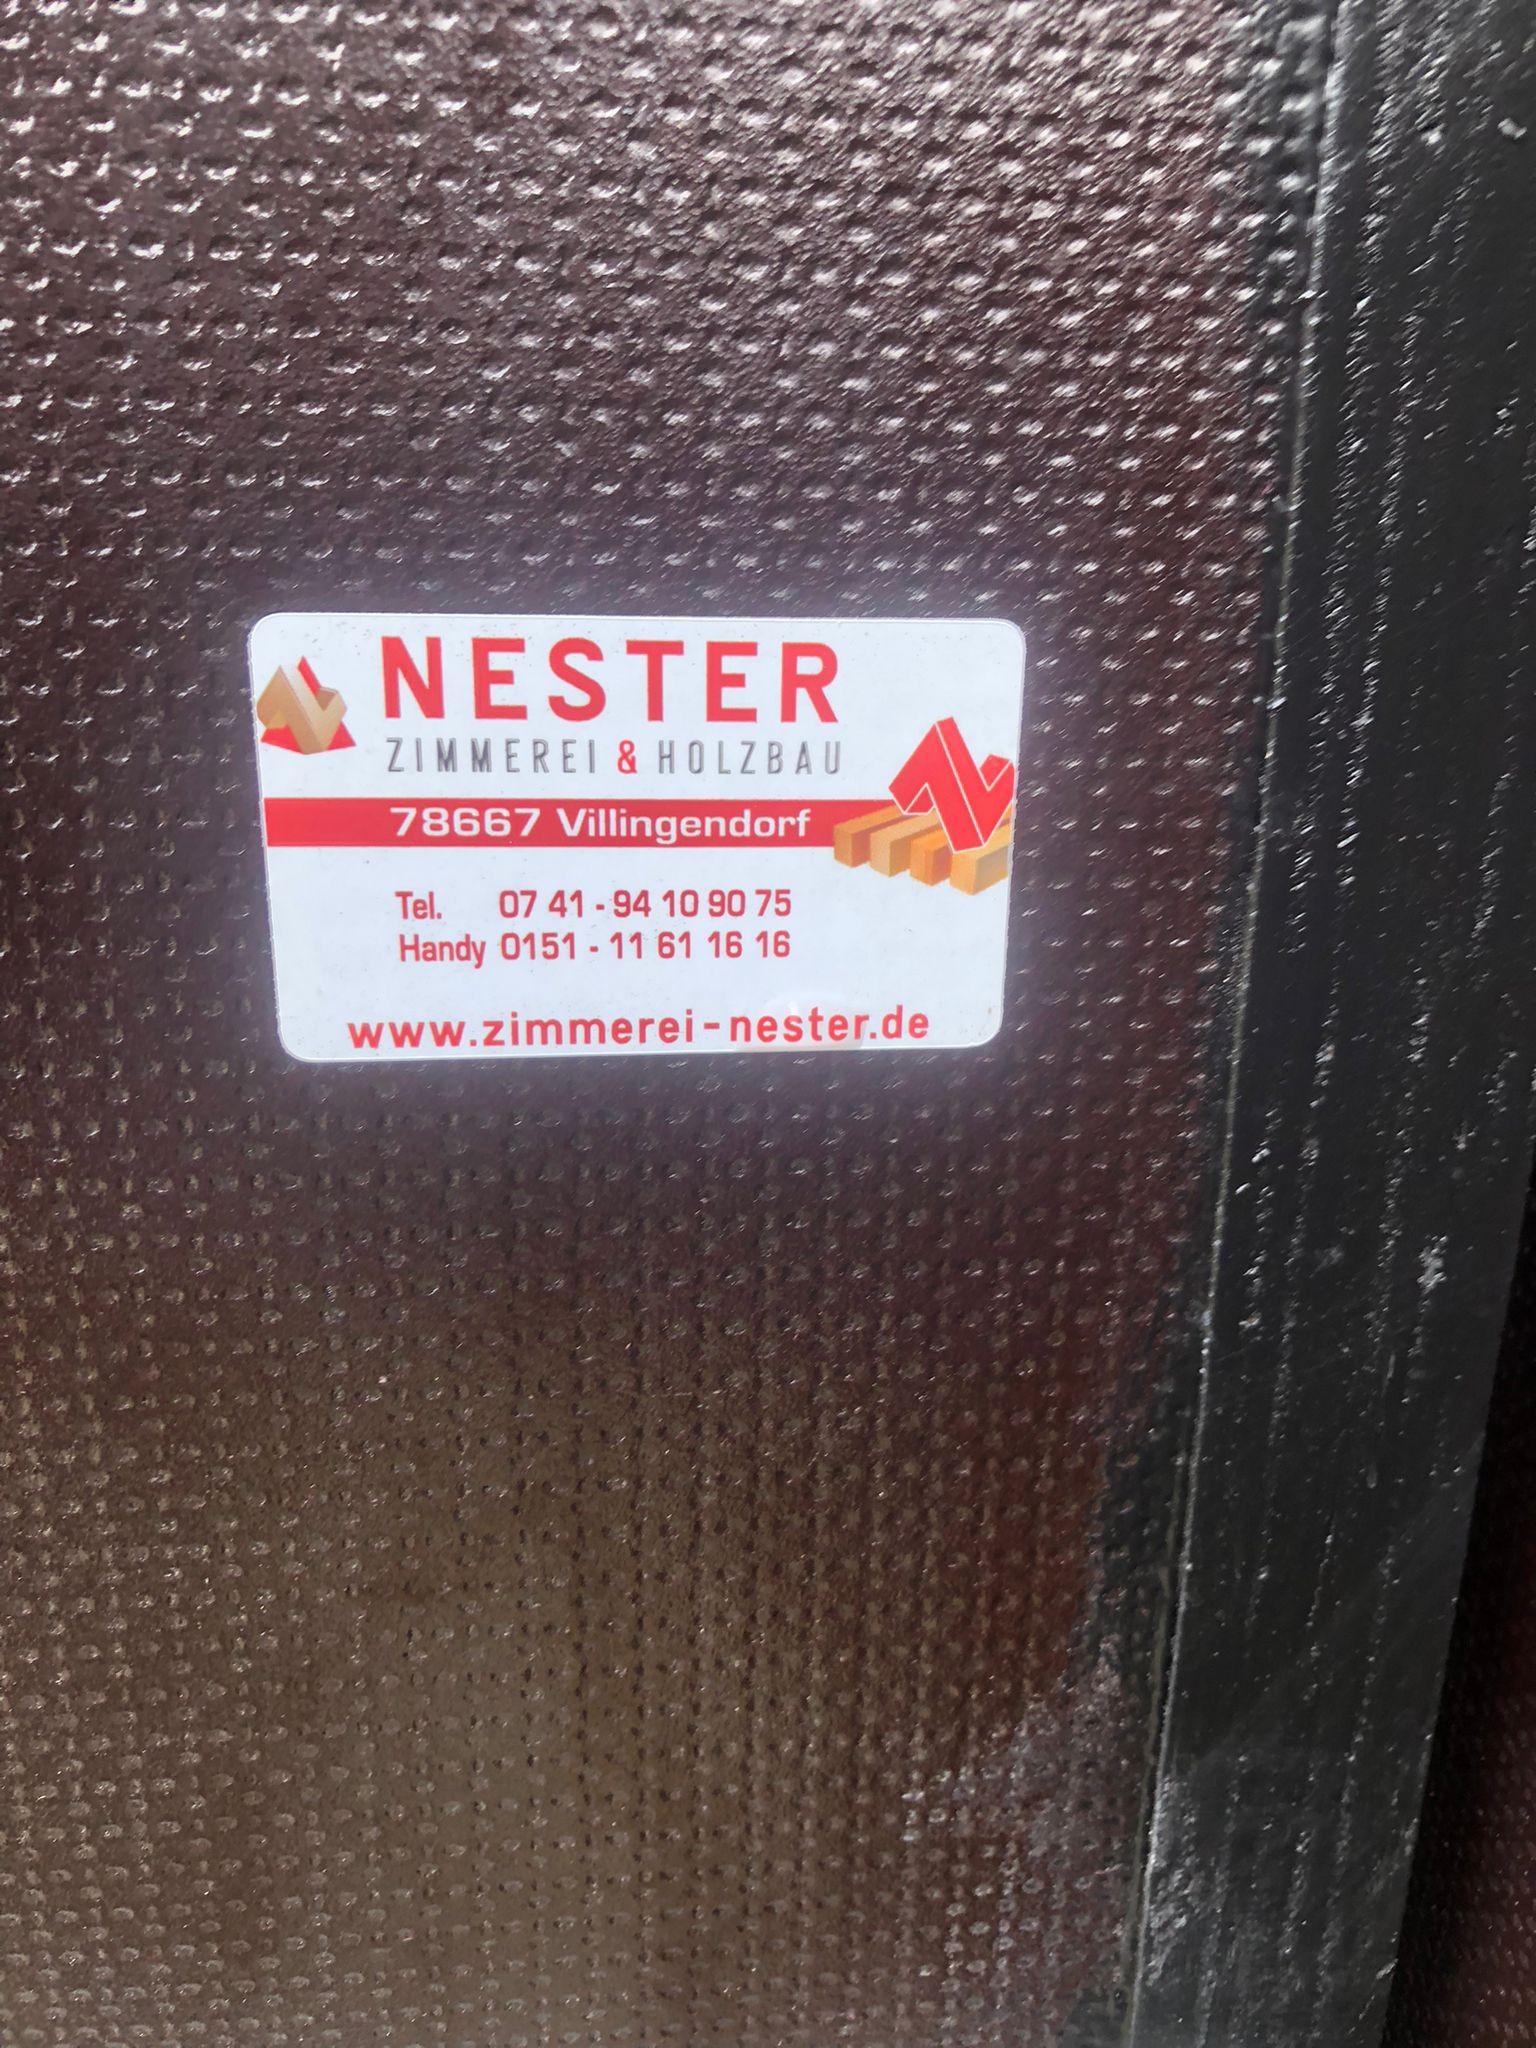 NESTER
ZIMMEREI & HOLZBAU
78667 Villingendorf
Tel. 07 41 - 94 10 90 75
Handy 0151 - 11 61 16 16
www.zimmerei-nester.de